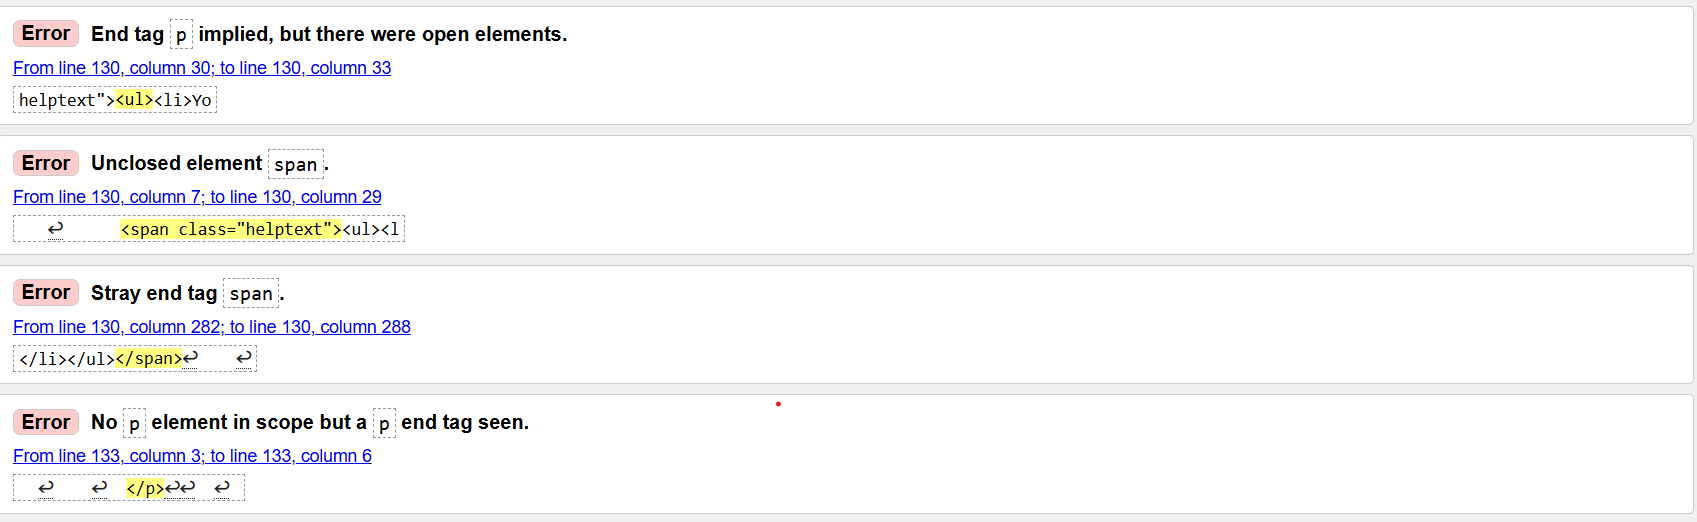 Error End tag p implied, but there were open elements.
From line 130, column 30; to line 130, column 33
helptext"><ul><li>Yo
Error Unclosed element span.
From line 130, column 7; to line 130, column 29
↩ <span class="helptext"><ul><l
Error Stray end tag span.
From line 130, column 282; to line 130, column 288
</li></ul></span>↩ ↩
Error No p element in scope but a p end tag seen.
From line 133, column 3; to line 133, column 6
↩ ↩ </p>↩↩ ↩